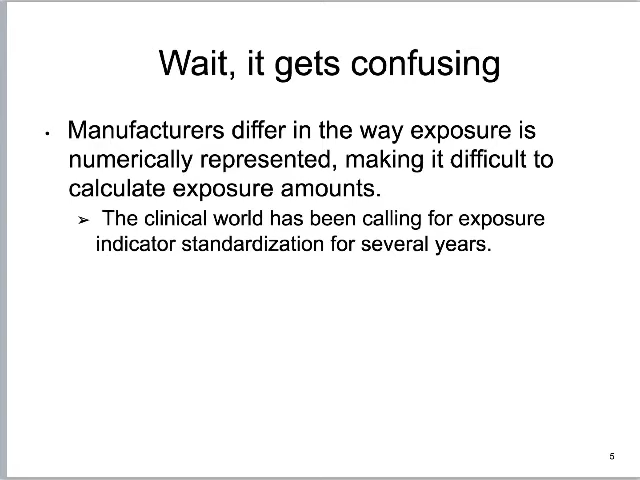 Wait, it gets confusing
• Manufacturers differ in the way exposure is
numerically represented, making it difficult to
calculate exposure amounts.
➢ The clinical world has been calling for exposure
indicator standardization for several years.
5